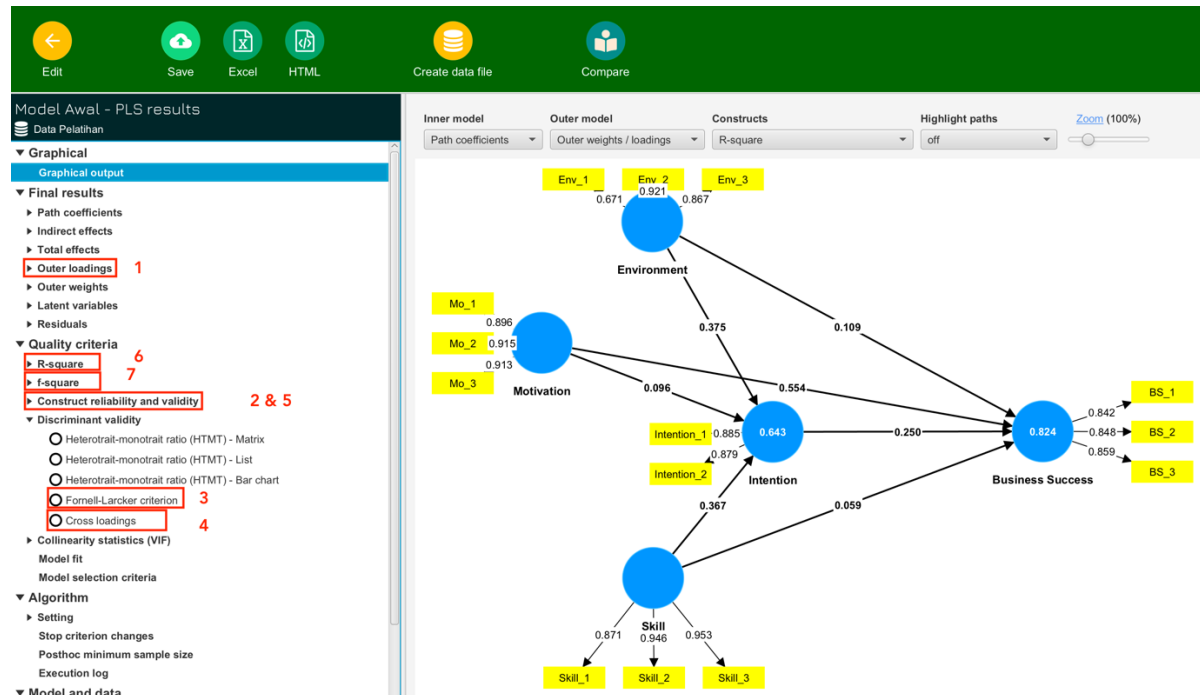 Edit
Save
Excel
HTML
Create data file
Compare
Model Awal - PLS results
Data Pelatihan
Graphical
Graphical output
Final results
Path coefficients
Indirect effects
Total effects
Outer loadings 1
Outer weights
Latent variables
Residuals
Quality criteria
R-square 6
f-square 7
Construct reliability and validity 2 & 5
Discriminant validity
Heterotrait-monotrait ratio (HTMT) - Matrix
Heterotrait-monotrait ratio (HTMT) - List
Heterotrait-monotrait ratio (HTMT) - Bar chart
Fornell-Larcker criterion 3
Cross loadings 4
Collinearity statistics (VIF)
Model fit
Model selection criteria
Algorithm
Setting
Stop criterion changes
Posthoc minimum sample size
Execution log
Model and data
Inner model
Path coefficients
Outer model
Outer weights / loadings
Constructs
R-square
Highlight paths
off
Zoom (100%)
Env_1
Env_2
Env_3
0.671
0.921
0.867
Environment
Mo_1
0.896
Mo_2
0.915
0.913
Mo_3
Motivation
0.375
0.109
0.096
0.554
Intention_1
0.885
0.879
Intention_2
0.643
Intention
0.250
0.824
Business Success
0.842
BS_1
0.848
BS_2
0.859
BS_3
0.367
0.059
Skill
0.871
0.946
0.953
Skill_1
Skill_2
Skill_3